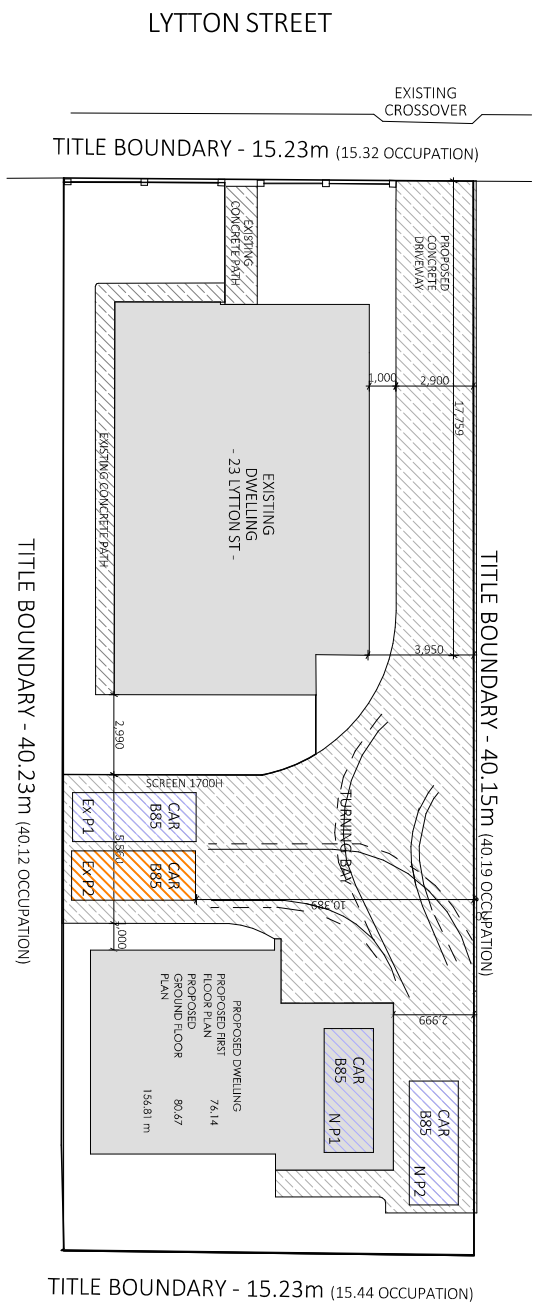 LYTTON STREET
EXISTING
CROSSOVER
TITLE BOUNDARY - 15.23m (15.32 OCCUPATION)
EXISTING
CONCRETE PATH
PROPOSED
CONCRETE
DRIVEWAY
1,000
2,900
17,759
EXISTING CONCRETE PATH
EXISTING
DWELLING
- 23 LYTTON ST -
3,950
TITLE BOUNDARY - 40.23m (40.12 OCCUPATION)
TITLE BOUNDARY - 40.15m (40.19 OCCUPATION)
2,990
SCREEN 1700H
CAR
B85
Ex P1
CAR
B85
Ex P2
TURNING BAY
10,389
2,999
PROPOSED DWELLING
PROPOSED FIRST
FLOOR PLAN
76.14
PROPOSED
GROUND FLOOR
PLAN
80.67
156.81 m
CAR
B85
N P1
CAR
B85
N P2
TITLE BOUNDARY - 15.23m (15.44 OCCUPATION)